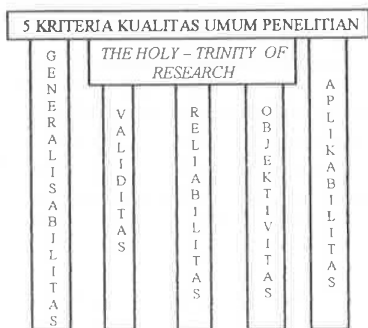 5 KRITERIA KUALITAS UMUM PENELITIAN
THE HOLY – TRINITY OF
RESEARCH
GENERALISABILITAS
VALIDITAS
RELIABILITAS
OBJEKTIVITAS
APLIKABILITAS